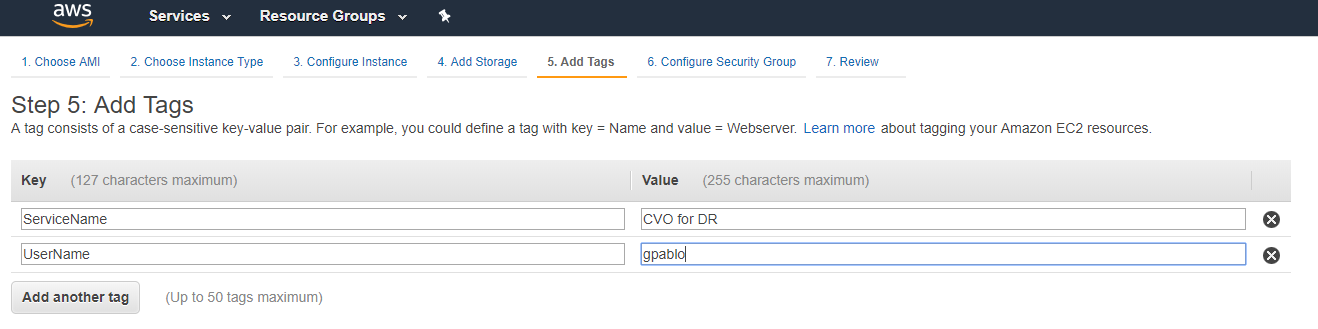 aws Services Resource Groups
1. Choose AMI 2. Choose Instance Type 3. Configure Instance 4. Add Storage 5. Add Tags 6. Configure Security Group 7. Review
Step 5: Add Tags
A tag consists of a case-sensitive key-value pair. For example, you could define a tag with key = Name and value = Webserver. Learn more about tagging your Amazon EC2 resources.
Key (127 characters maximum) Value (255 characters maximum)
ServiceName CVO for DR
UserName gpablo
Add another tag (Up to 50 tags maximum)